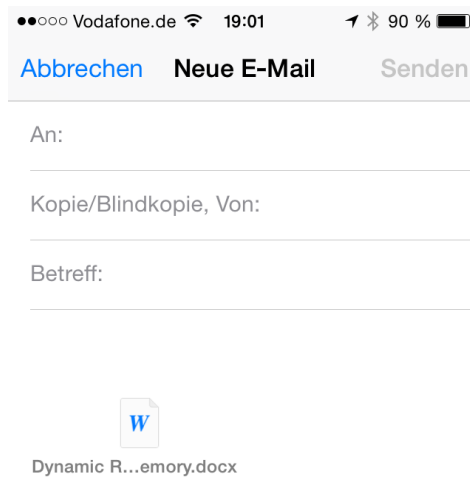 Vodafone.de 19:01 90 %
Abbrechen Neue E-Mail Senden
An:
Kopie/Blindkopie, Von:
Betreff:
W
Dynamic R...emory.docx